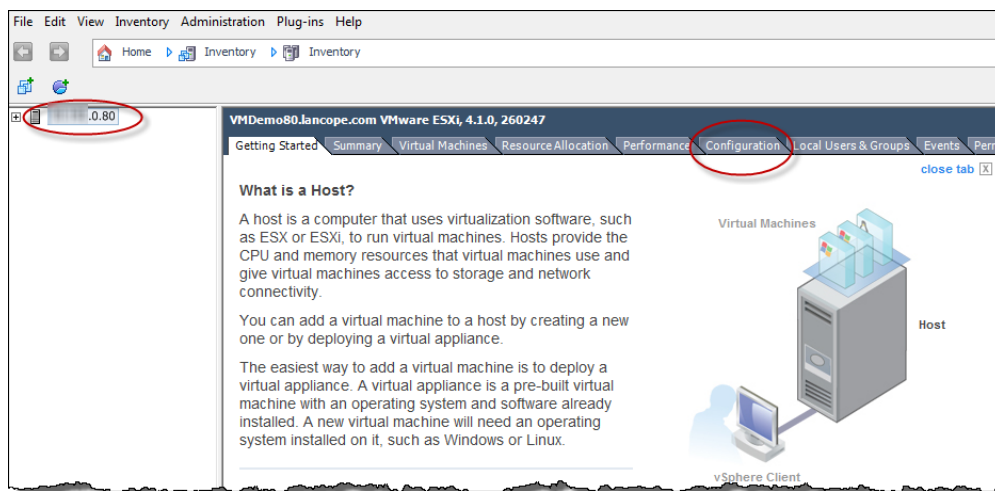 File Edit View Inventory Administration Plug-ins Help
Home Inventory Inventory
.0.80
VMDemo80.lancope.com VMware ESXi, 4.1.0, 260247
Getting Started Summary Virtual Machines Resource Allocation Performance Configuration Local Users & Groups Events
close tab X
What is a Host?
A host is a computer that uses virtualization software, such
as ESX or ESXi, to run virtual machines. Hosts provide the
CPU and memory resources that virtual machines use and
give virtual machines access to storage and network
connectivity.
You can add a virtual machine to a host by creating a new
one or by deploying a virtual appliance.
The easiest way to add a virtual machine is to deploy a
virtual appliance. A virtual appliance is a pre-built virtual
machine with an operating system and software already
installed. A new virtual machine will need an operating
system installed on it, such as Windows or Linux.
Virtual Machines
Host
vSphere Client